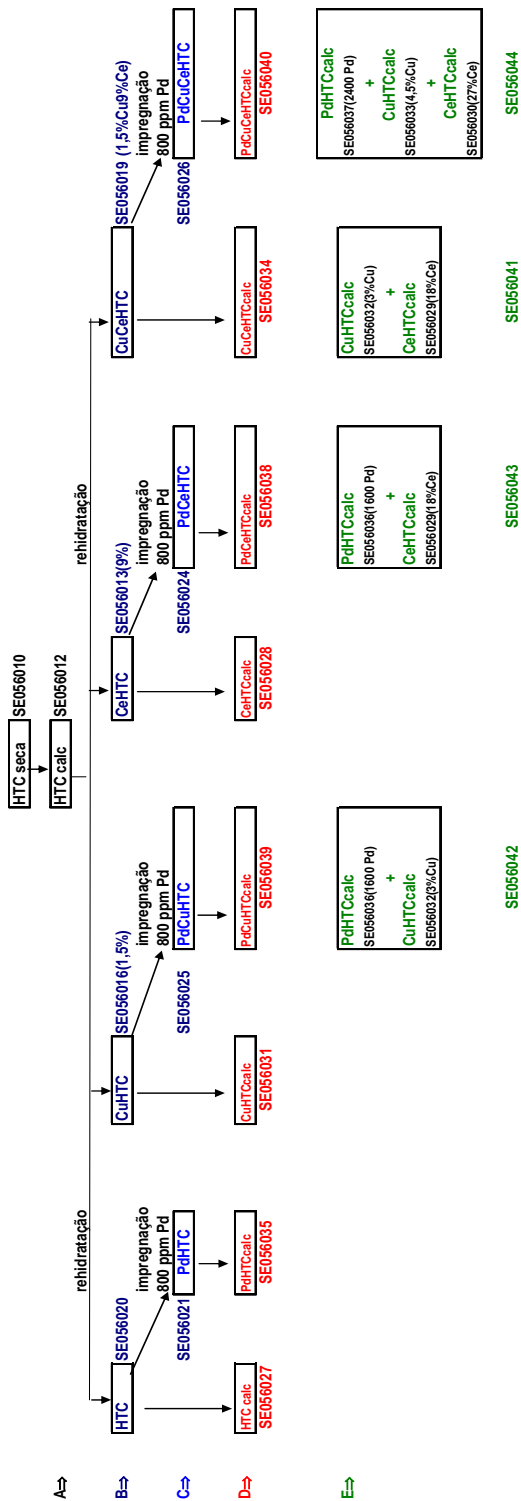 A⇒
HTC seca SE056010
HTC calc SE056012
rehidratação
rehidratação
B⇒
HTC
SE056020
CuHTC
SE056016(1,5%)
CeHTC
SE056013(9%)
CuCeHTC
SE056019 (1,5%Cu9%Ce)
impregnação
800 ppm Pd
impregnação
800 ppm Pd
impregnação
800 ppm Pd
impregnação
800 ppm Pd
C⇒
SE056021
PdHTC
SE056025
PdCuHTC
SE056024
PdCeHTC
SE056026
PdCuCeHTC
D⇒
HTC calc
SE056027
PdHTCcalc
SE056035
CuHTCcalc
SE056031
PdCuHTCcalc
SE056039
CeHTCcalc
SE056028
PdCeHTCcalc
SE056038
CuCeHTCcalc
SE056034
PdCuCeHTCcalc
SE056040
E⇒
PdHTCcalc
SE056036(1600 Pd)
+
CuHTCcalc
SE056032(3%Cu)
SE056042
PdHTCcalc
SE056036(1600 Pd)
+
CeHTCcalc
SE056029(18%Ce)
SE056043
CuHTCcalc
SE056032(3%Cu)
+
CeHTCcalc
SE056029(18%Ce)
SE056041
PdHTCcalc
SE056037(2400 Pd)
+
CuHTCcalc
SE056033(4,5%Cu)
+
CeHTCcalc
SE056030(27%Ce)
SE056044